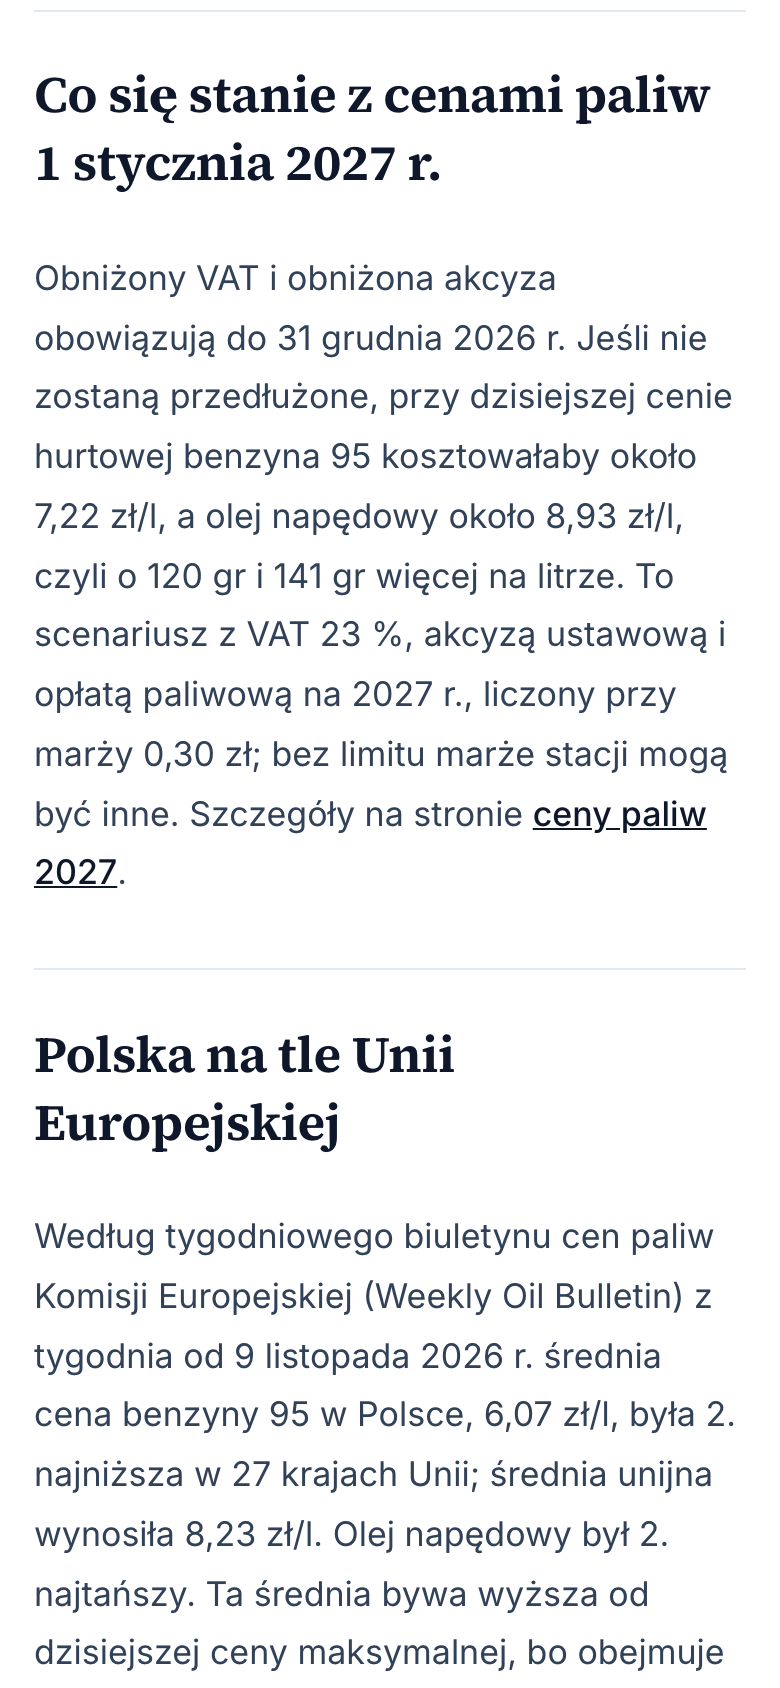 Co się stanie z cenami paliw
1 stycznia 2027 r.
Obniżony VAT i obniżona akcyza
obowiązują do 31 grudnia 2026 r. Jeśli nie
zostaną przedłużone, przy dzisiejszej cenie
hurtowej benzyna 95 kosztowałaby około
7,22 zł/l, a olej napędowy około 8,93 zł/l,
czyli o 120 gr i 141 gr więcej na litrze. To
scenariusz z VAT 23 %, akcyzą ustawową i
opłatą paliwową na 2027 r., liczony przy
marży 0,30 zł; bez limitu marże stacji mogą
być inne. Szczegóły na stronie ceny paliw
2027.
Polska na tle Unii
Europejskiej
Według tygodniowego biuletynu cen paliw
Komisji Europejskiej (Weekly Oil Bulletin) z
tygodnia od 9 listopada 2026 r. średnia
cena benzyny 95 w Polsce, 6,07 zł/l, była 2.
najniższa w 27 krajach Unii; średnia unijna
wynosiła 8,23 zł/l. Olej napędowy był 2.
najtańszy. Ta średnia bywa wyższa od
dzisiejszej ceny maksymalnej, bo obejmuje